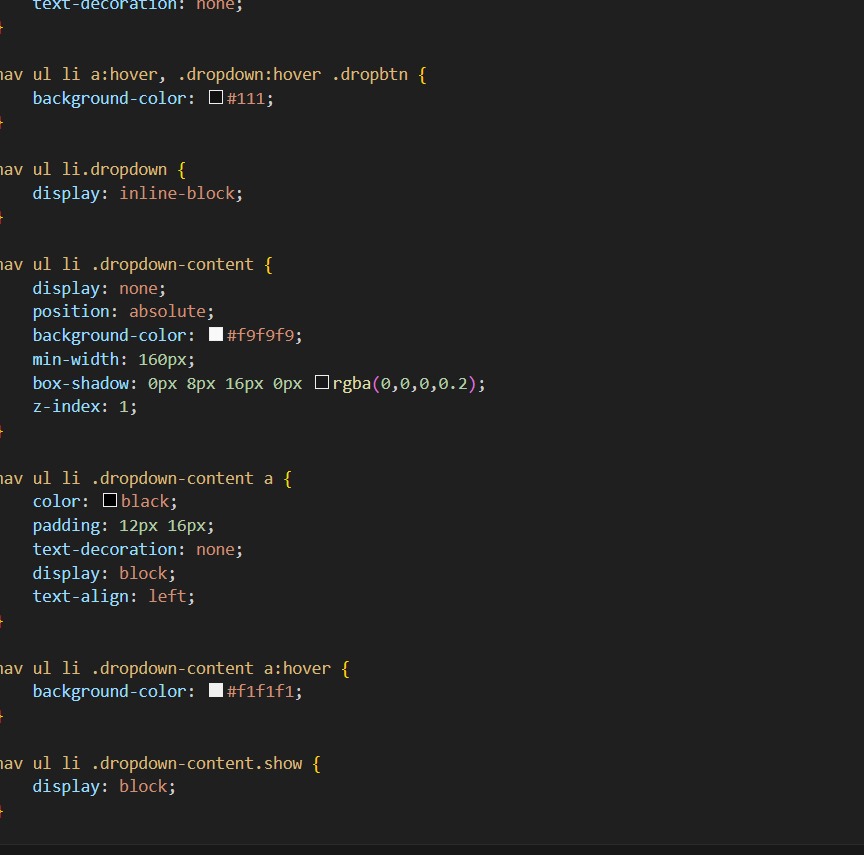 text-decoration: none;
}
nav ul li a:hover, .dropdown:hover .dropbtn {
background-color: #111;
}
nav ul li.dropdown {
display: inline-block;
}
nav ul li .dropdown-content {
display: none;
position: absolute;
background-color: #f9f9f9;
min-width: 160px;
box-shadow: 0px 8px 16px 0px rgba(0,0,0,0.2);
z-index: 1;
}
nav ul li .dropdown-content a {
color: black;
padding: 12px 16px;
text-decoration: none;
display: block;
text-align: left;
}
nav ul li .dropdown-content a:hover {
background-color: #f1f1f1;
}
nav ul li .dropdown-content.show {
display: block;
}